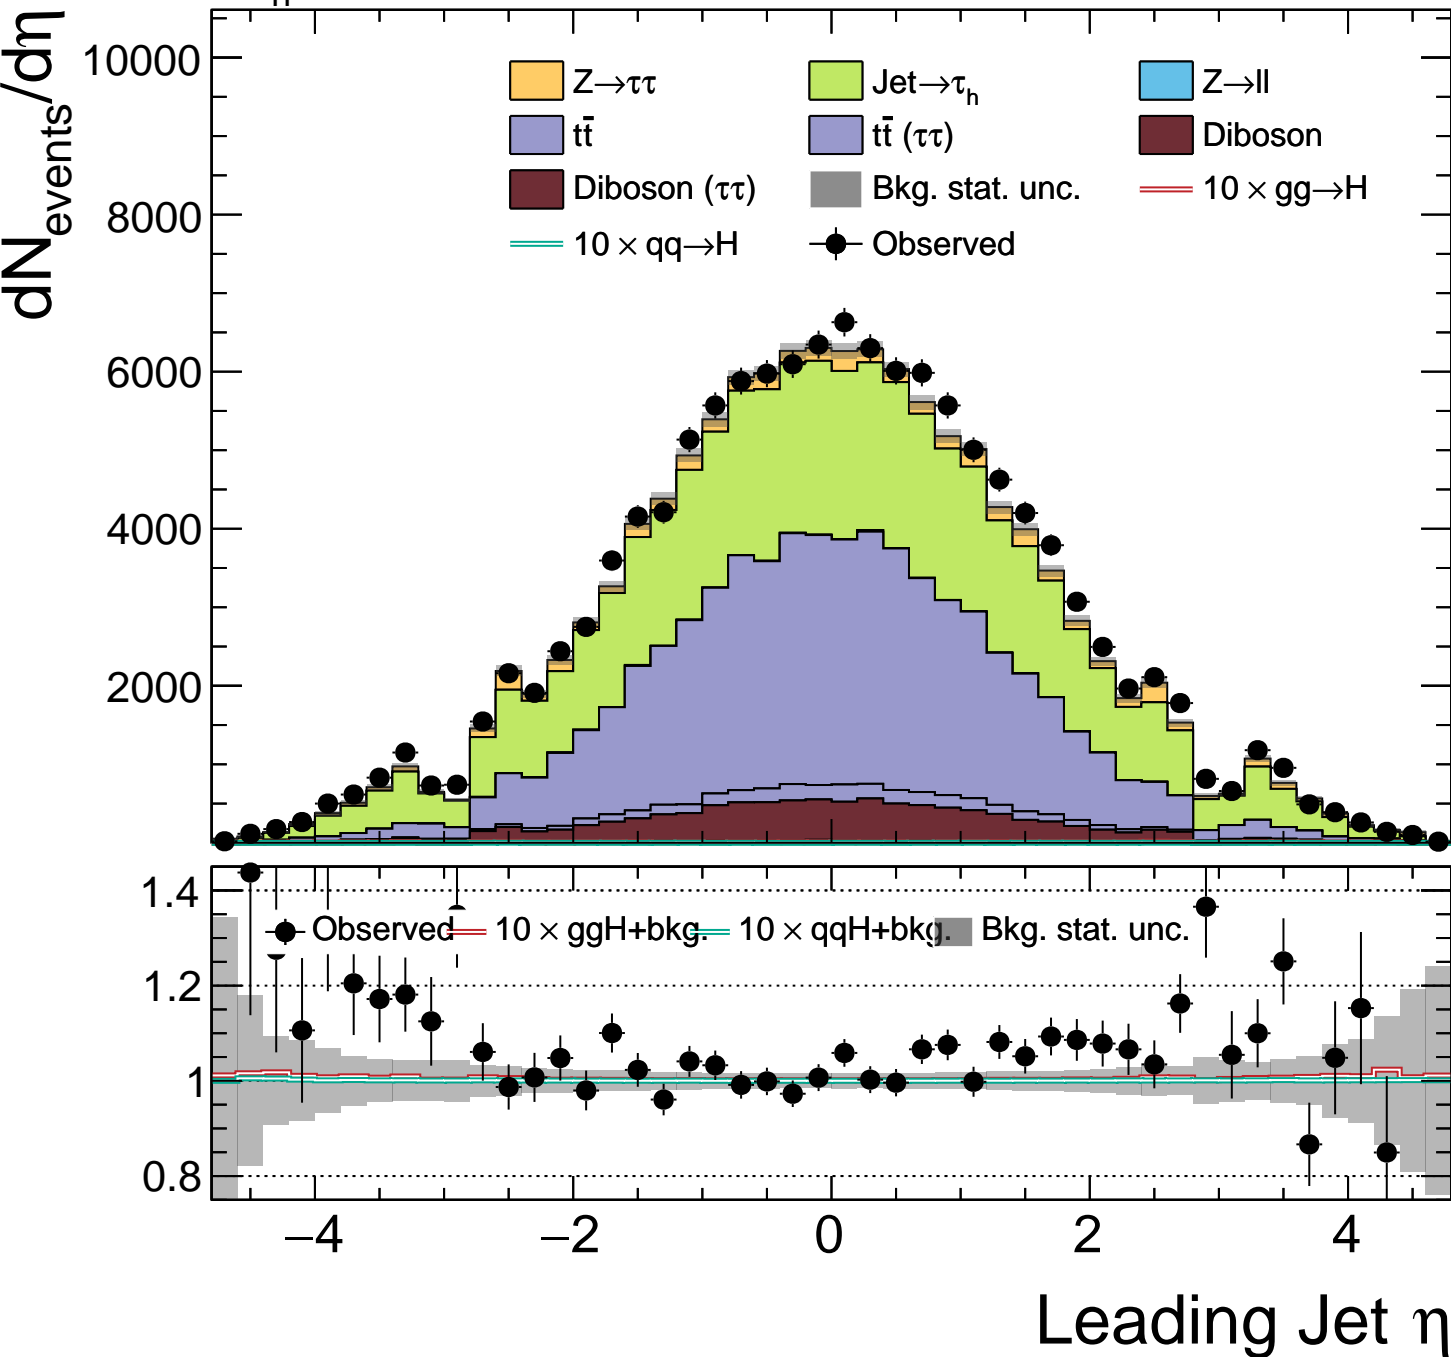 dN_events/dη
10000
8000
6000
4000
2000
Z→ττ Jet→τ_h Z→ll
tt̄ tt̄ (ττ) Diboson
Diboson (ττ) Bkg. stat. unc. 10 × gg→H
10 × qq→H Observed
1.4
1.2
1
0.8
Observed 10 × ggH+bkg. 10 × qqH+bkg. Bkg. stat. unc.
−4 −2 0 2 4
Leading Jet η